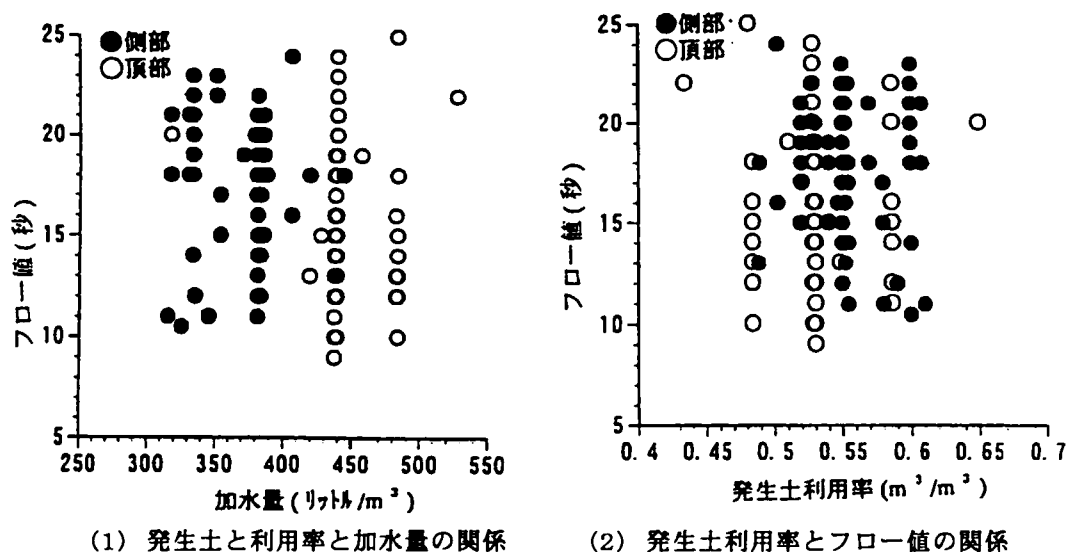 25
20
15
10
5
フロー値(秒)
●側部
○頂部
250 300 350 400 450 500 550
加水量(リットル/m³)
(1) 発生土と利用率と加水量の関係
25
20
15
10
5
フロー値(秒)
●側部
○頂部
0.4 0.45 0.5 0.55 0.6 0.65 0.7
発生土利用率(m³/m³)
(2) 発生土利用率とフロー値の関係